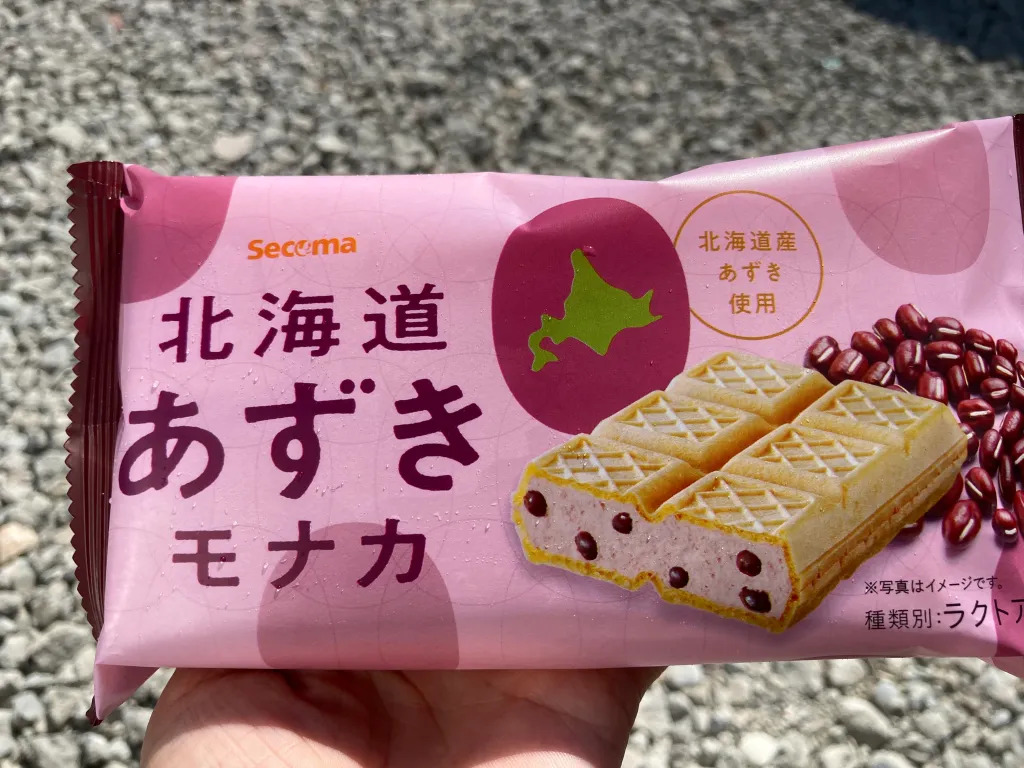 Secoma
北海道
あずき
モナカ
北海道産
あずき
使用
※写真はイメージです。
種類別:ラクトア